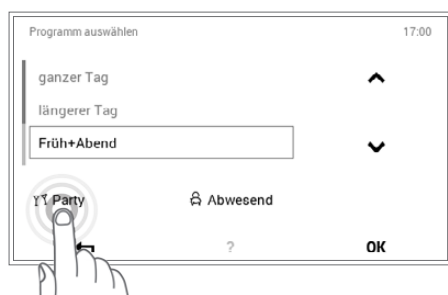 Programm auswählen 17:00
ganzer Tag
längerer Tag
Früh+Abend
Party Abwesend
? OK